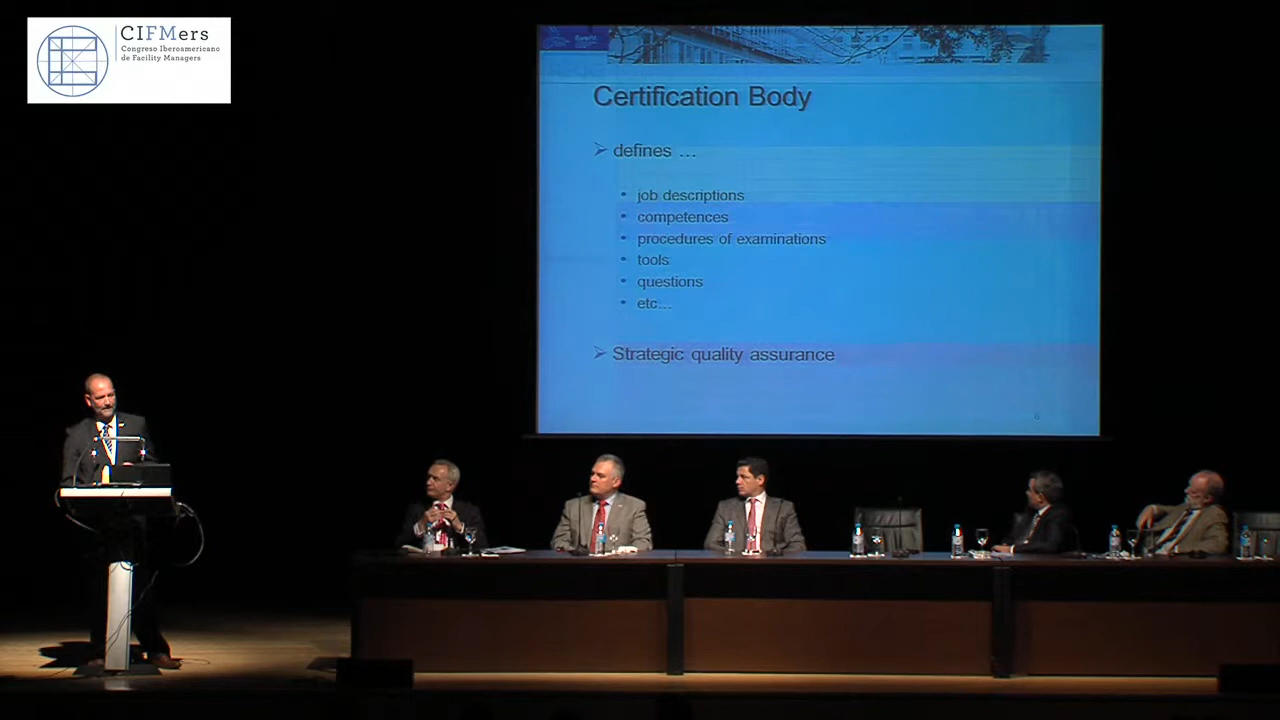 CIFMers
Congreso Iberoamericano
de Facility Managers
Certification Body
➢ defines ...
• job descriptions
• competences
• procedures of examinations
• tools
• questions
• etc...
➢ Strategic quality assurance
6